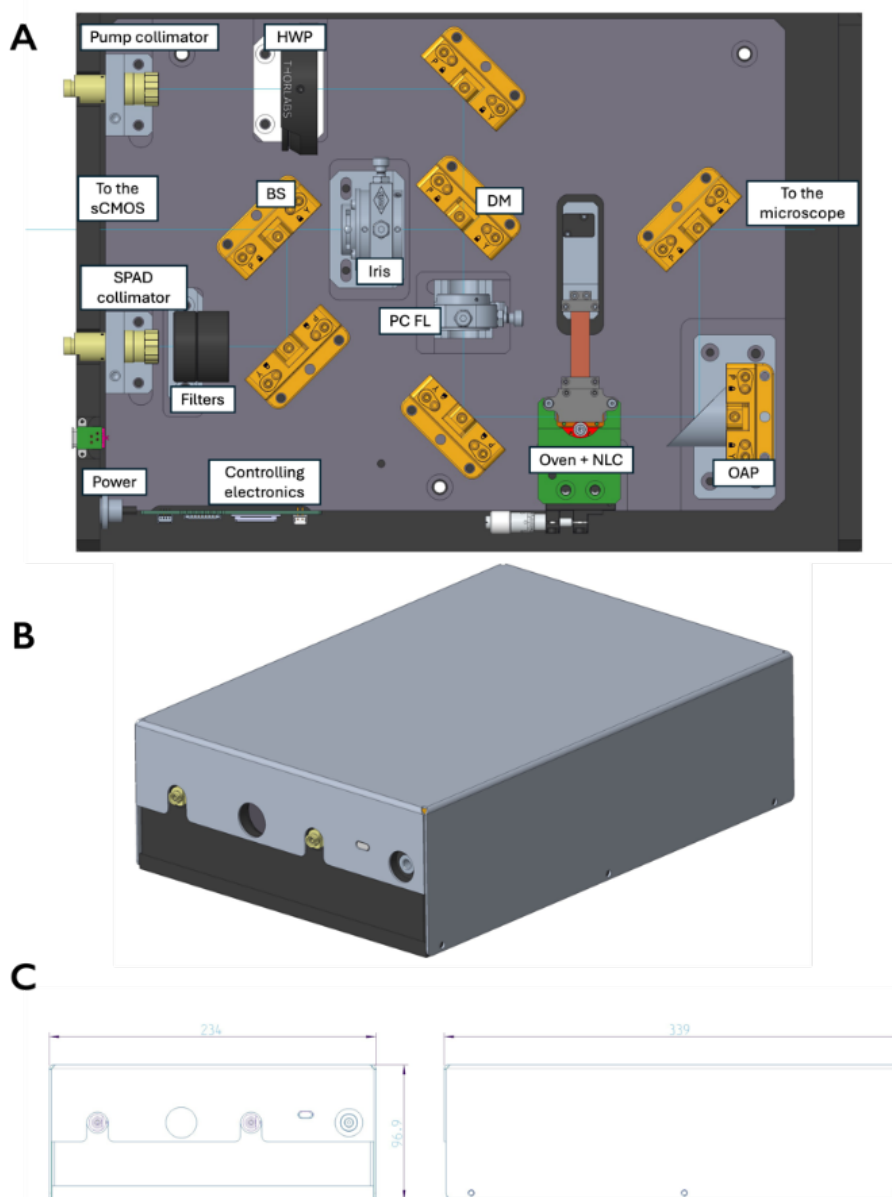 A
Pump collimator
HWP
THORLABS
P
Y
To the
sCMOS
BS
DM
To the
microscope
Iris
SPAD
collimator
PC FL
Filters
Power
Controlling
electronics
Oven + NLC
OAP
B
C
234
339
96.9